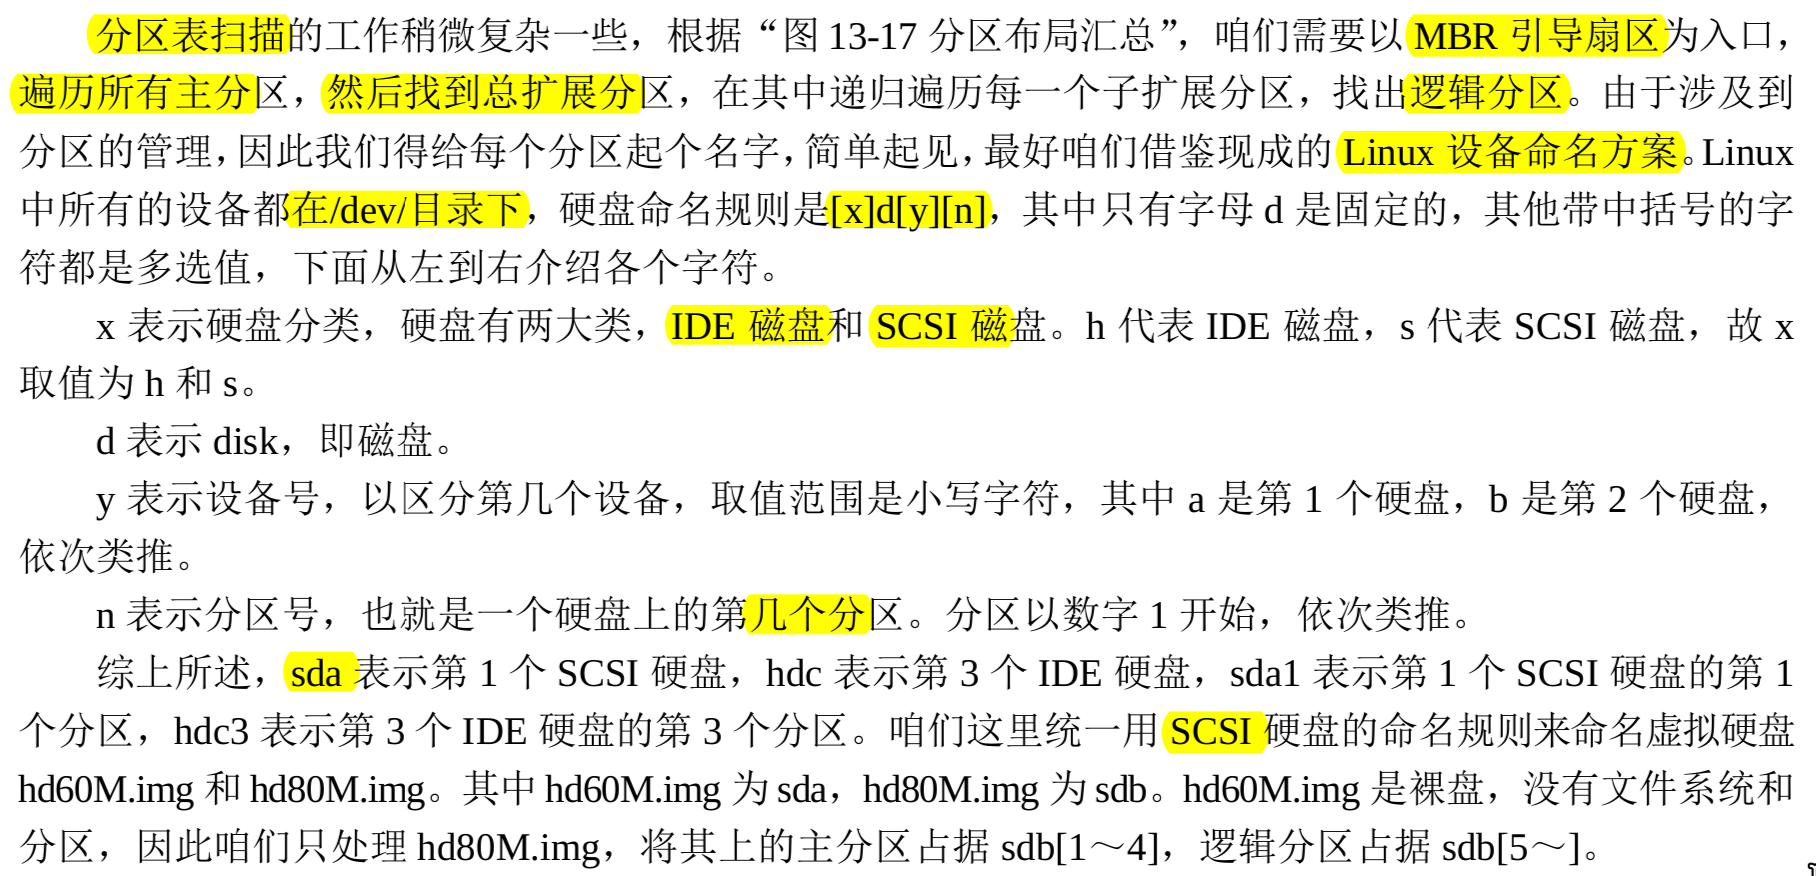 分区表扫描的工作稍微复杂一些，根据“图 13-17 分区布局汇总”，咱们需要以 MBR 引导扇区为入口，
遍历所有主分区，然后找到总扩展分区，在其中递归遍历每一个子扩展分区，找出逻辑分区。由于涉及到
分区的管理，因此我们得给每个分区起个名字，简单起见，最好咱们借鉴现成的 Linux 设备命名方案。Linux
中所有的设备都在/dev/目录下，硬盘命名规则是[x]d[y][n]，其中只有字母 d 是固定的，其他带中括号的字
符都是多选值，下面从左到右介绍各个字符。
x 表示硬盘分类，硬盘有两大类，IDE 磁盘和 SCSI 磁盘。h 代表 IDE 磁盘，s 代表 SCSI 磁盘，故 x
取值为 h 和 s。
d 表示 disk，即磁盘。
y 表示设备号，以区分第几个设备，取值范围是小写字符，其中 a 是第 1 个硬盘，b 是第 2 个硬盘，
依次类推。
n 表示分区号，也就是一个硬盘上的第几个分区。分区以数字 1 开始，依次类推。
综上所述，sda 表示第 1 个 SCSI 硬盘，hdc 表示第 3 个 IDE 硬盘，sda1 表示第 1 个 SCSI 硬盘的第 1
个分区，hdc3 表示第 3 个 IDE 硬盘的第 3 个分区。咱们这里统一用 SCSI 硬盘的命名规则来命名虚拟硬盘
hd60M.img 和 hd80M.img。其中 hd60M.img 为 sda，hd80M.img 为 sdb。hd60M.img 是裸盘，没有文件系统和
分区，因此咱们只处理 hd80M.img，将其上的主分区占据 sdb[1～4]，逻辑分区占据 sdb[5～]。